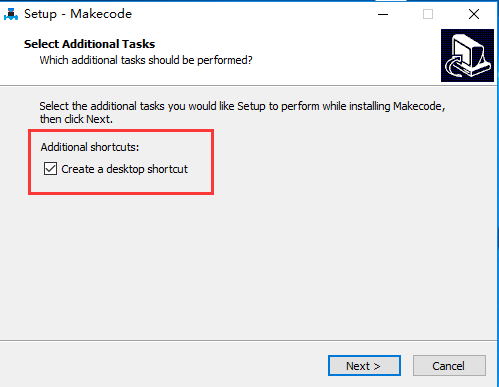 Setup - Makecode
Select Additional Tasks
Which additional tasks should be performed?
Select the additional tasks you would like Setup to perform while installing Makecode,
then click Next.
Additional shortcuts:
Create a desktop shortcut
Next >
Cancel